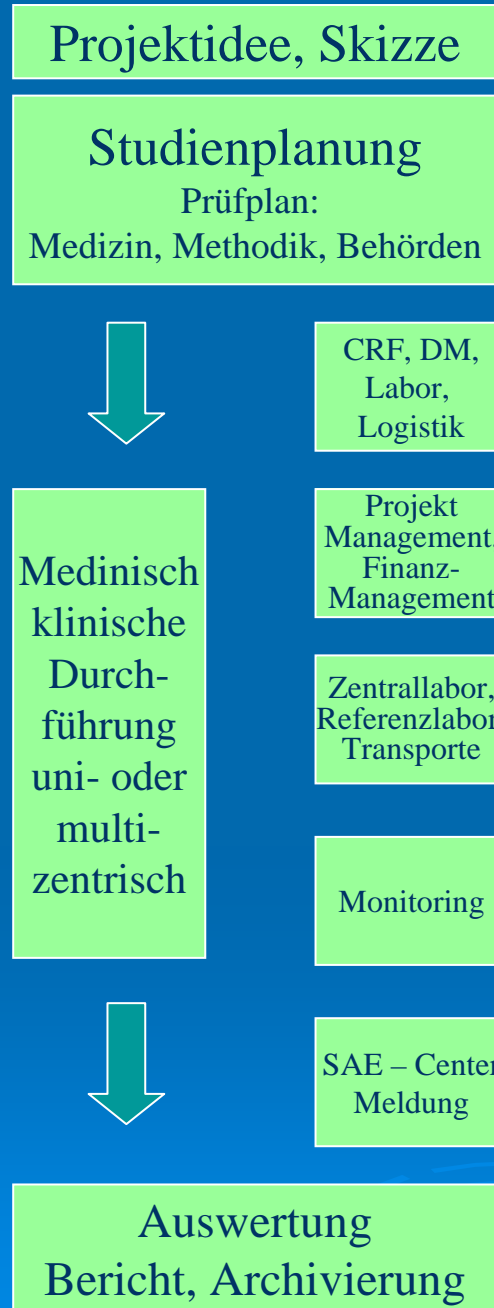 Projektidee, Skizze
Studienplanung
Prüfplan:
Medizin, Methodik, Behörden
CRF, DM,
Labor,
Logistik
Medinisch
klinische
Durch-
führung
uni- oder
multi-
zentrisch
Projekt
Management,
Finanz-
Management
Zentrallabor,
Referenzlabor,
Transporte
Monitoring
SAE – Center
Meldung
Auswertung
Bericht, Archivierung